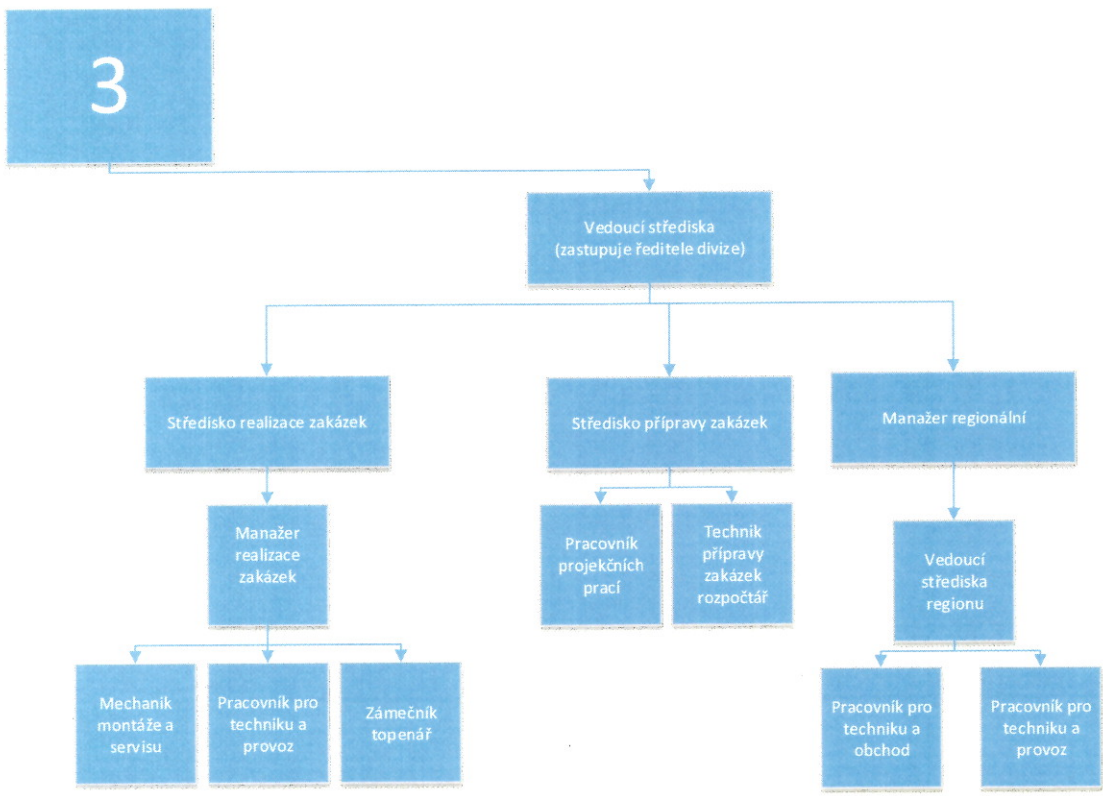 3
Vedoucí střediska
(zastupuje ředitele divize)
Středisko realizace zakázek
Středisko přípravy zakázek
Manažer regionální
Manažer
realizace
zakázek
Pracovník
projekčních
prací
Technik
přípravy
zakázek
rozpočtář
Vedoucí
střediska
regionu
Mechanik
montáže a
servisu
Pracovník pro
techniku a
provoz
Zámečník
topenář
Pracovník pro
techniku a
obchod
Pracovník pro
techniku a
provoz